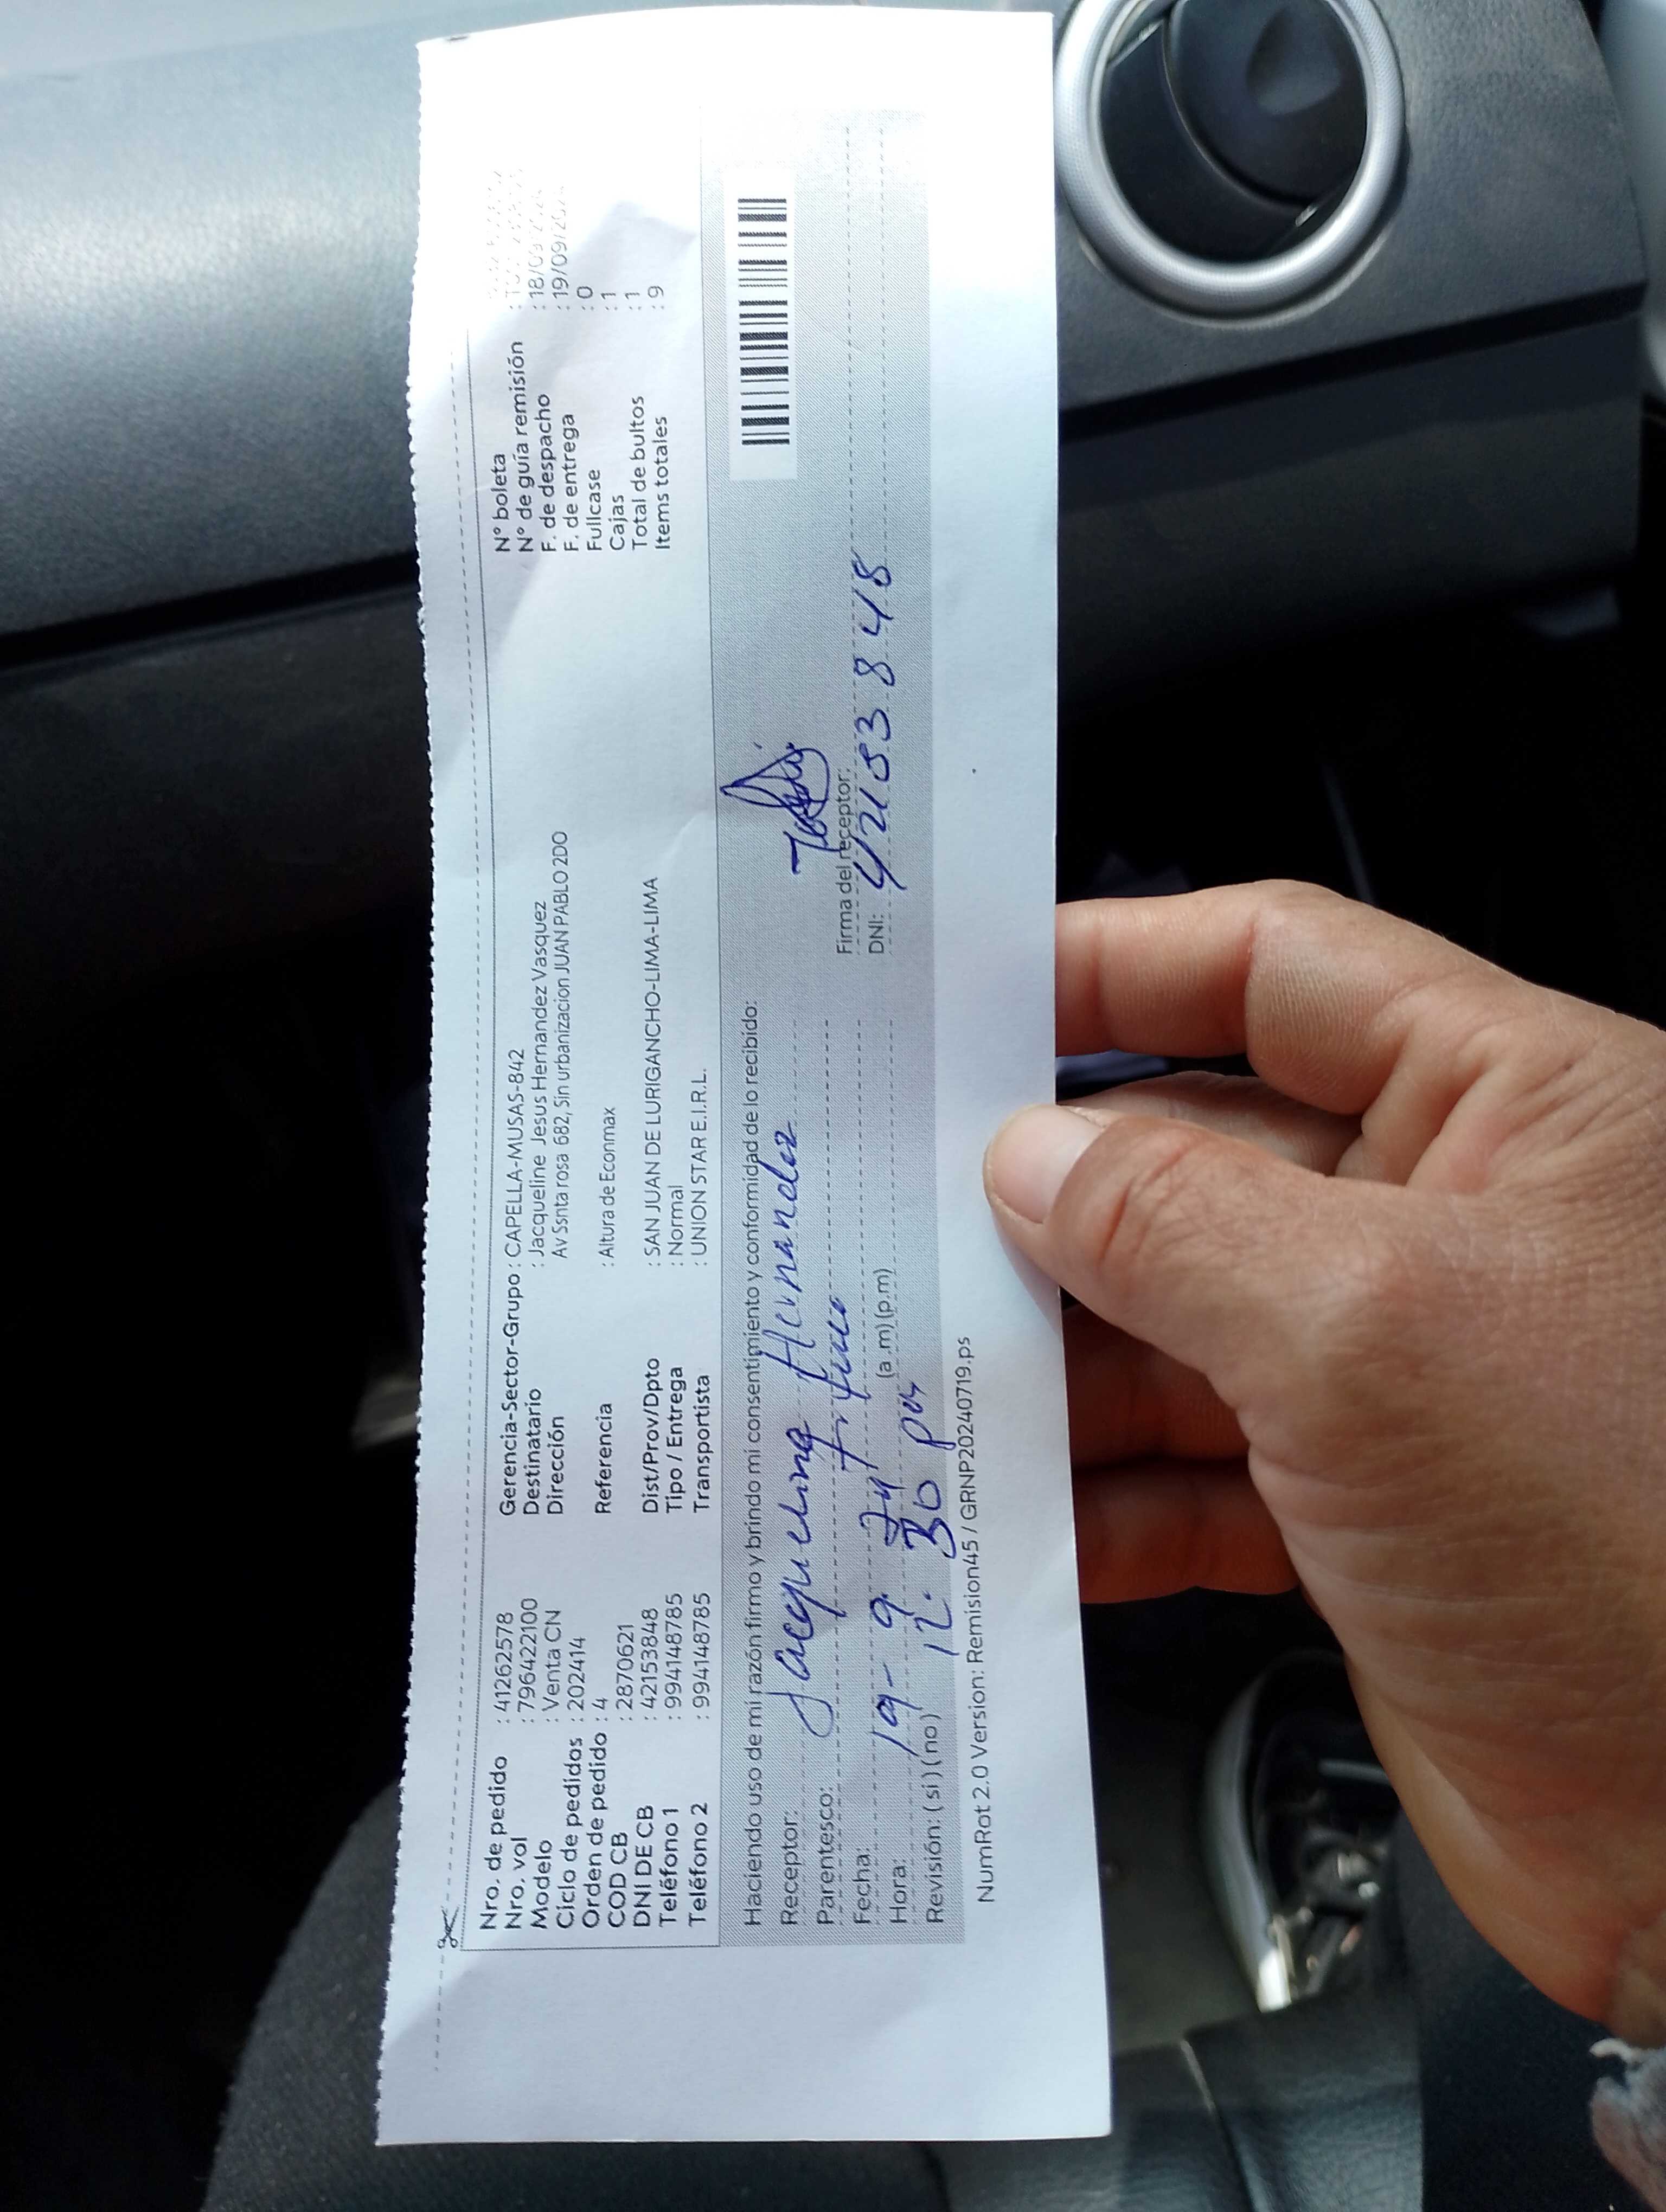 Nro. de pedido : 41262578
Nro. vol : 796422100
Modelo : Venta CN
Ciclo de pedidos : 202414
Orden de pedido : 4
COD CB : 2870621
DNI DE CB : 42153848
Teléfono 1 : 994148785
Teléfono 2 : 994148785
Gerencia-Sector-Grupo : CAPELLA-MUSAS-842
Destinatario : Jacqueline Jesus Hernandez Vasquez
Dirección Av Ssnta rosa 682, Sin urbanizacion JUAN PABLO 2DO
Referencia : Altura de Econmax
Dist/Prov/Dpto : SAN JUAN DE LURIGANCHO-LIMA-LIMA
Tipo / Entrega : Normal
Transportista : UNION STAR E.I.R.L.
N° boleta
N° de guía remisión
F. de despacho : 18/09
F. de entrega : 19/09/
Fullcase : 0
Cajas : 1
Total de bultos : 1
Items totales : 9
Haciendo uso de mi razón firmo y brindo mi consentimiento y conformidad de lo recibido:
Receptor: Jacqueline Hernandez
Parentesco:
Fecha: 19- 9. 24
Hora: 12. 30 pm (a .m) (p.m)
Revisión: ( si ) ( no )
Firma del receptor:
DNI: 42153848
NumRot 2.0 Version: Remision45 / GRNP20240719.ps